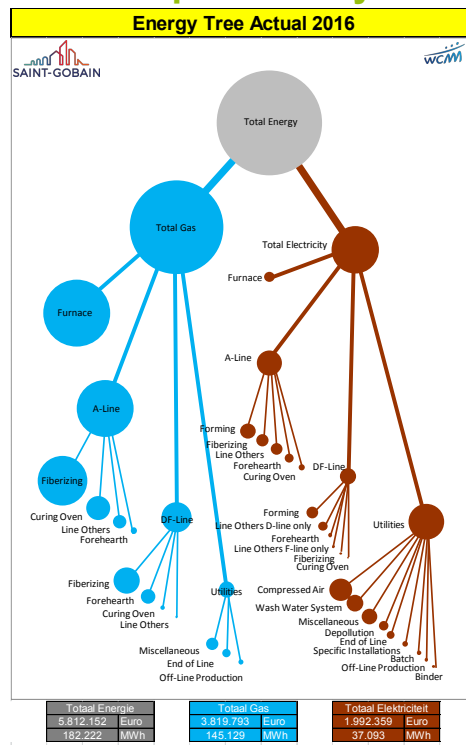 Energy Tree Actual 2016
SAINT-GOBAIN
WCM
Total Energy
Total Gas
Total Electricity
Furnace
Furnace
A-Line
A-Line
Forming
Fiberizing
Line Others
Forehearth
Curing Oven
DF-Line
Fiberizing
Curing Oven
Line Others
Forehearth
DF-Line
Forming
Line Others D-line only
Forehearth
Line Others F-line only
Fiberizing
Curing Oven
Utilities
Fiberizing
Forehearth
Curing Oven
Line Others
Utilities
Compressed Air
Wash Water System
Miscellaneous
Depollution
End of Line
Specific Installations
Batch
Off-Line Production
Binder
Miscellaneous
End of Line
Off-Line Production
Totaal Energie
5.812.152 Euro
182.222 MWh
Totaal Gas
3.819.793 Euro
145.129 MWh
Totaal Elektriciteit
1.992.359 Euro
37.093 MWh